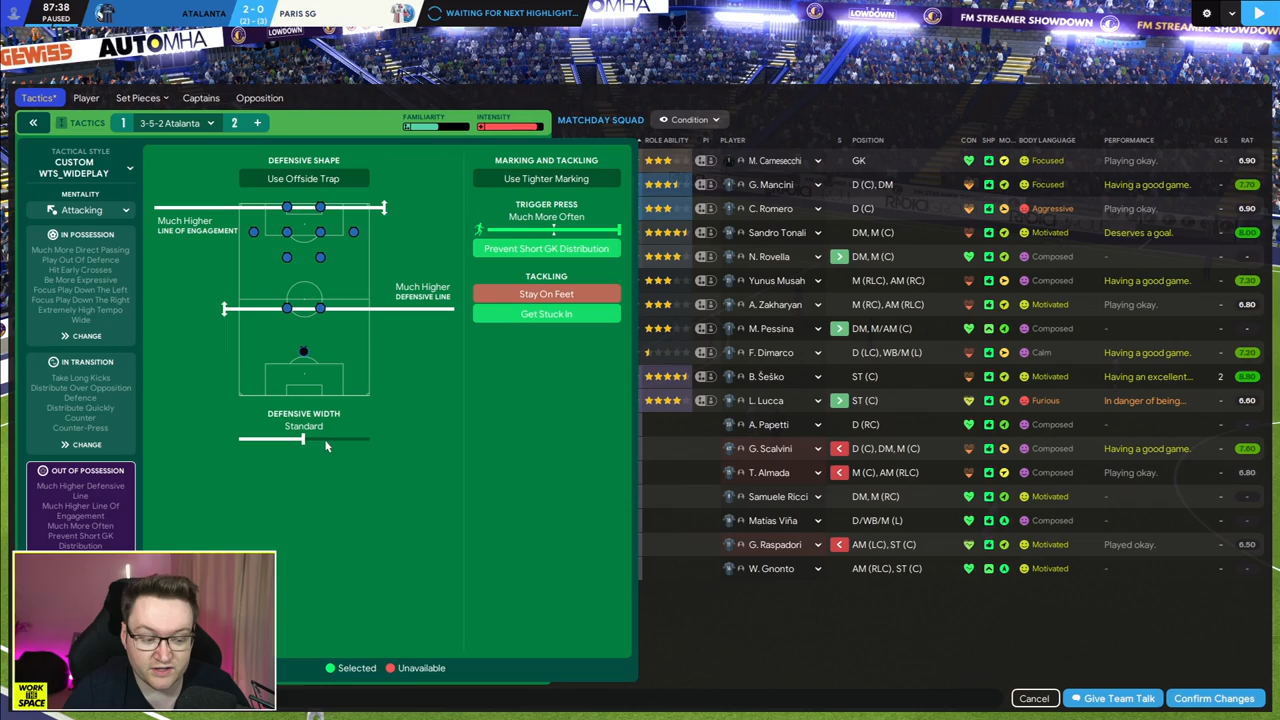 87:38
PAUSED
ATALANTA
2 - 0
(2) - (3)
PARIS SG
WAITING FOR NEXT HIGHLIGHT...
LOWDOWN
FM STREAMER SHOWDOWN
FM STREAMER SHOWDOWN
LOWDOWN
GEWISS
AUTOMHA
Tactics*
Player
Set Pieces
Captains
Opposition
TACTICS
1
3-5-2 Atalanta
2
+
FAMILIARITY
INTENSITY
MATCHDAY SQUAD
Condition
TACTICAL STYLE
CUSTOM
WTS_WIDEPLAY
MENTALITY
Attacking
IN POSSESSION
Much More Direct Passing
Play Out Of Defence
Hit Early Crosses
Be More Expressive
Focus Play Down The Left
Focus Play Down The Right
Extremely High Tempo
Wide
CHANGE
IN TRANSITION
Take Long Kicks
Distribute Over Opposition
Defence
Distribute Quickly
Counter
Counter-Press
CHANGE
OUT OF POSSESSION
Much Higher Defensive
Line
Much Higher Line Of
Engagement
Much More Often
Prevent Short GK
Distribution
DEFENSIVE SHAPE
Use Offside Trap
Much Higher
LINE OF ENGAGEMENT
Much Higher
DEFENSIVE LINE
DEFENSIVE WIDTH
Standard
MARKING AND TACKLING
Use Tighter Marking
TRIGGER PRESS
Much More Often
Prevent Short GK Distribution
TACKLING
Stay On Feet
Get Stuck In
Selected
Unavailable
ROLE ABILITY PI PLAYER S POSITION CON SHP MO... BODY LANGUAGE PERFORMANCE GLS RAT
M. Carnesecchi GK Focused Playing okay. - 6.90
G. Mancini D (C), DM Focused Having a good game. - 7.70
C. Romero D (C) Aggressive Playing okay. - 6.90
Sandro Tonali DM, M (C) Motivated Deserves a goal. - 8.00
N. Rovella DM, M (C) Composed - - -
Yunus Musah M (RLC), AM (RC) Motivated Having a good game. - 7.30
A. Zakharyan M (RC), AM (RLC) Motivated Playing okay. - 6.80
M. Pessina DM, M/AM (C) Composed - - -
F. Dimarco D (LC), WB/M (L) Calm Having a good game. - 7.20
B. Šeško ST (C) Motivated Having an excellent... 2 8.80
L. Lucca ST (C) Furious In danger of being... - 6.60
A. Papetti D (RC) Composed - - -
G. Scalvini D (C), DM, M (C) Composed Having a good game. - 7.60
T. Almada M (C), AM (RLC) Composed Playing okay. - 6.80
Samuele Ricci DM, M (RC) Motivated - - -
Matias Viña D/WB/M (L) Composed - - -
G. Raspadori AM (LC), ST (C) Motivated Played okay. - 6.50
W. Gnonto AM (RLC), ST (C) Motivated - - -
WORK
THE
SPACE
Cancel
Give Team Talk
Confirm Changes